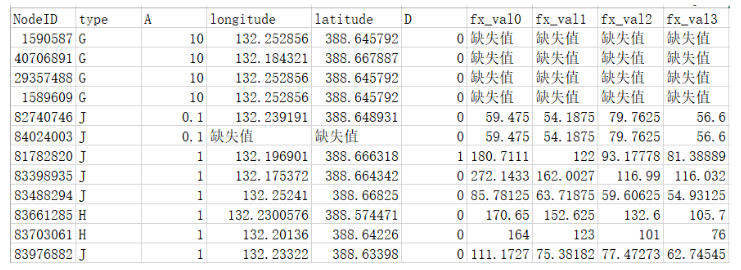 NodeID type A longitude latitude D fx_val0 fx_val1 fx_val2 fx_val3
1590587 G 10 132.252856 388.645792 0 缺失值 缺失值 缺失值 缺失值
40706891 G 10 132.184321 388.667887 0 缺失值 缺失值 缺失值 缺失值
29357488 G 10 132.252856 388.645792 0 缺失值 缺失值 缺失值 缺失值
1589609 G 10 132.252856 388.645792 0 缺失值 缺失值 缺失值 缺失值
82740746 J 0.1 132.239191 388.648931 0 59.475 54.1875 79.7625 56.6
84024003 J 0.1 缺失值 缺失值 0 59.475 54.1875 79.7625 56.6
81782820 J 1 132.196901 388.666318 1 180.7111 122 93.17778 81.38889
83398935 J 1 132.175372 388.664342 0 272.1433 162.0027 116.99 116.032
83488294 J 1 132.25241 388.66825 0 85.78125 63.71875 59.60625 54.93125
83661285 H 1 132.2300576 388.574471 0 170.65 152.625 132.6 105.7
83703061 H 1 132.20136 388.64226 0 164 123 101 76
83976882 J 1 132.23322 388.63398 0 111.1727 75.38182 77.47273 62.74545